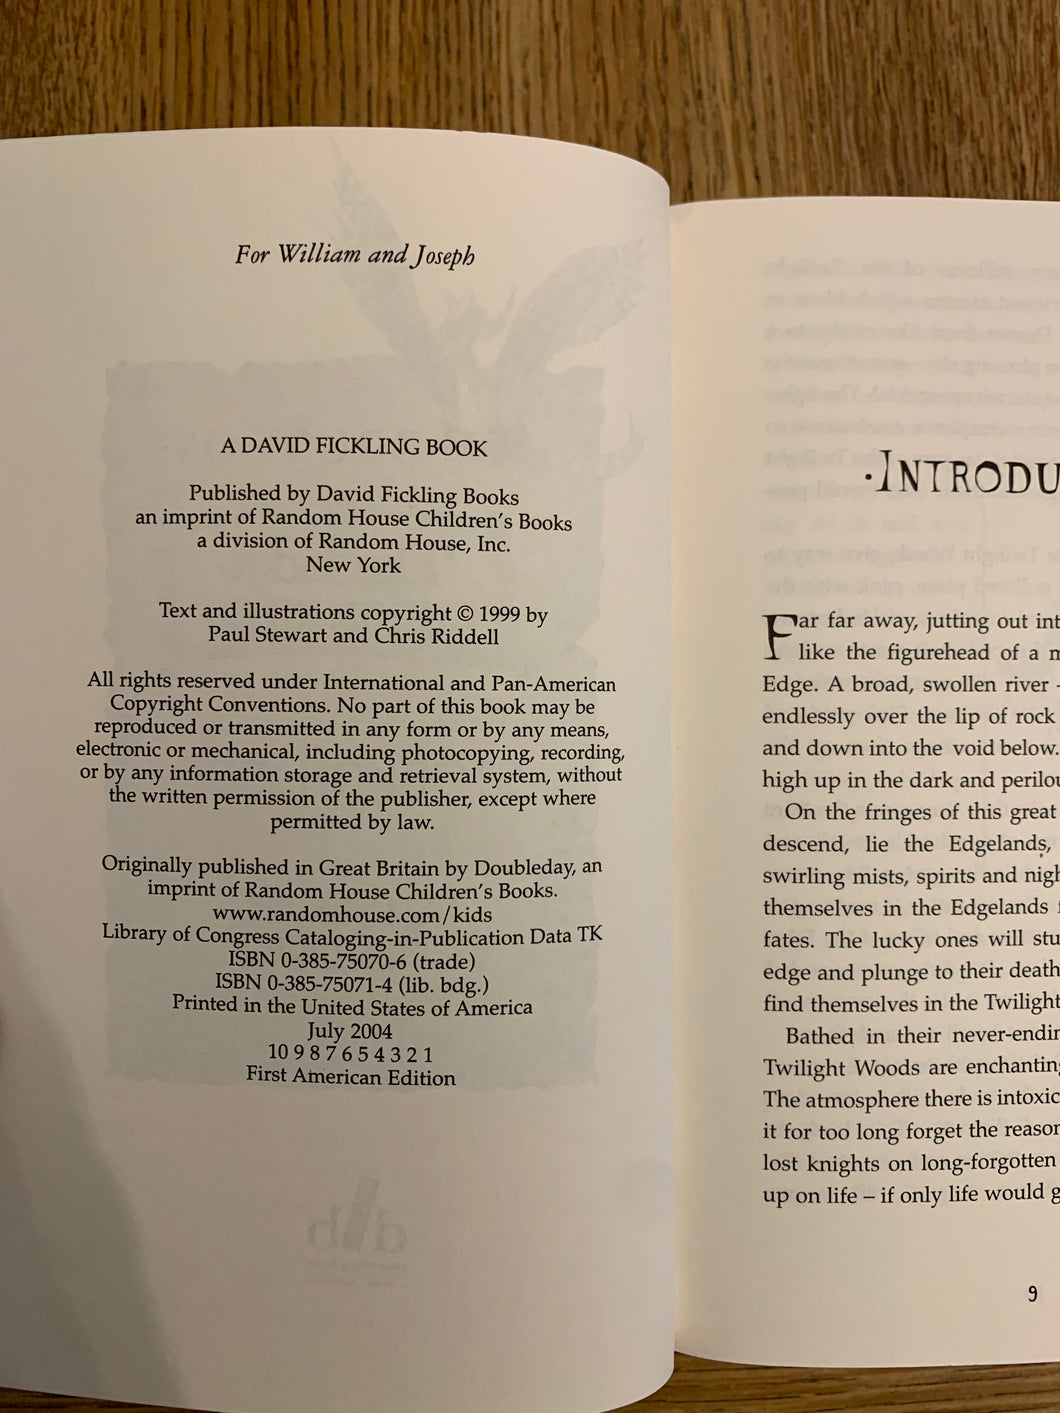 For William and Joseph
A DAVID FICKLING BOOK
Published by David Fickling Books
an imprint of Random House Children's Books
a division of Random House, Inc.
New York
Text and illustrations copyright © 1999 by
Paul Stewart and Chris Riddell
All rights reserved under International and Pan-American
Copyright Conventions. No part of this book may be
reproduced or transmitted in any form or by any means,
electronic or mechanical, including photocopying, recording,
or by any information storage and retrieval system, without
the written permission of the publisher, except where
permitted by law.
Originally published in Great Britain by Doubleday, an
imprint of Random House Children's Books.
www.randomhouse.com/kids
Library of Congress Cataloging-in-Publication Data TK
ISBN 0-385-75070-6 (trade)
ISBN 0-385-75071-4 (lib. bdg.)
Printed in the United States of America
July 2004
10 9 8 7 6 5 4 3 2 1
First American Edition
·INTRODU
Far far away, jutting out int
like the figurehead of a m
Edge. A broad, swollen river –
endlessly over the lip of rock
and down into the void below.
high up in the dark and perilou
On the fringes of this great
descend, lie the Edgelands,
swirling mists, spirits and nigh
themselves in the Edgelands f
fates. The lucky ones will stu
edge and plunge to their death
find themselves in the Twilight
Bathed in their never-endin
Twilight Woods are enchanting
The atmosphere there is intoxic
it for too long forget the reason
lost knights on long-forgotten
up on life – if only life would g
9